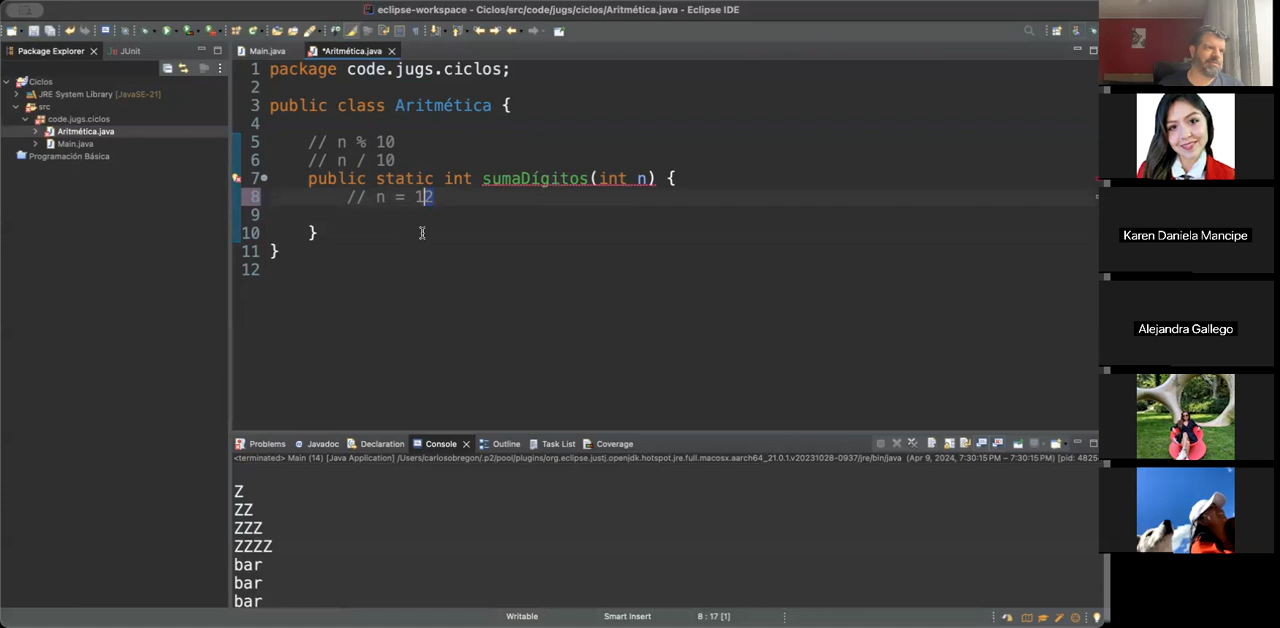 eclipse-workspace - Ciclos/src/code/jugs/ciclos/Aritmética.java - Eclipse IDE
Package Explorer
JUnit
Ciclos
JRE System Library [JavaSE-21]
src
code.jugs.ciclos
Aritmética.java
Main.java
Programación Básica
Main.java
*Aritmética.java
1 package code.jugs.ciclos;
2
3 public class Aritmética {
4
5 // n % 10
6 // n / 10
7 public static int sumaDígitos(int n) {
8 // n = 12
9
10 }
11 }
12
Problems
Javadoc
Declaration
Console
Outline
Task List
Coverage
<terminated> Main (14) [Java Application] /Users/carlosobregon/.p2/pool/plugins/org.eclipse.justj.openjdk.hotspot.jre.full.macosx.aarch64_21.0.1.v20231028-0937/jre/bin/java (Apr 9, 2024, 7:30:15 PM – 7:30:15 PM) [pid: 4825
Z
ZZ
ZZZ
ZZZZ
bar
bar
bar
Writable
Smart Insert
8 : 17 [1]
Karen Daniela Mancipe
Alejandra Gallego